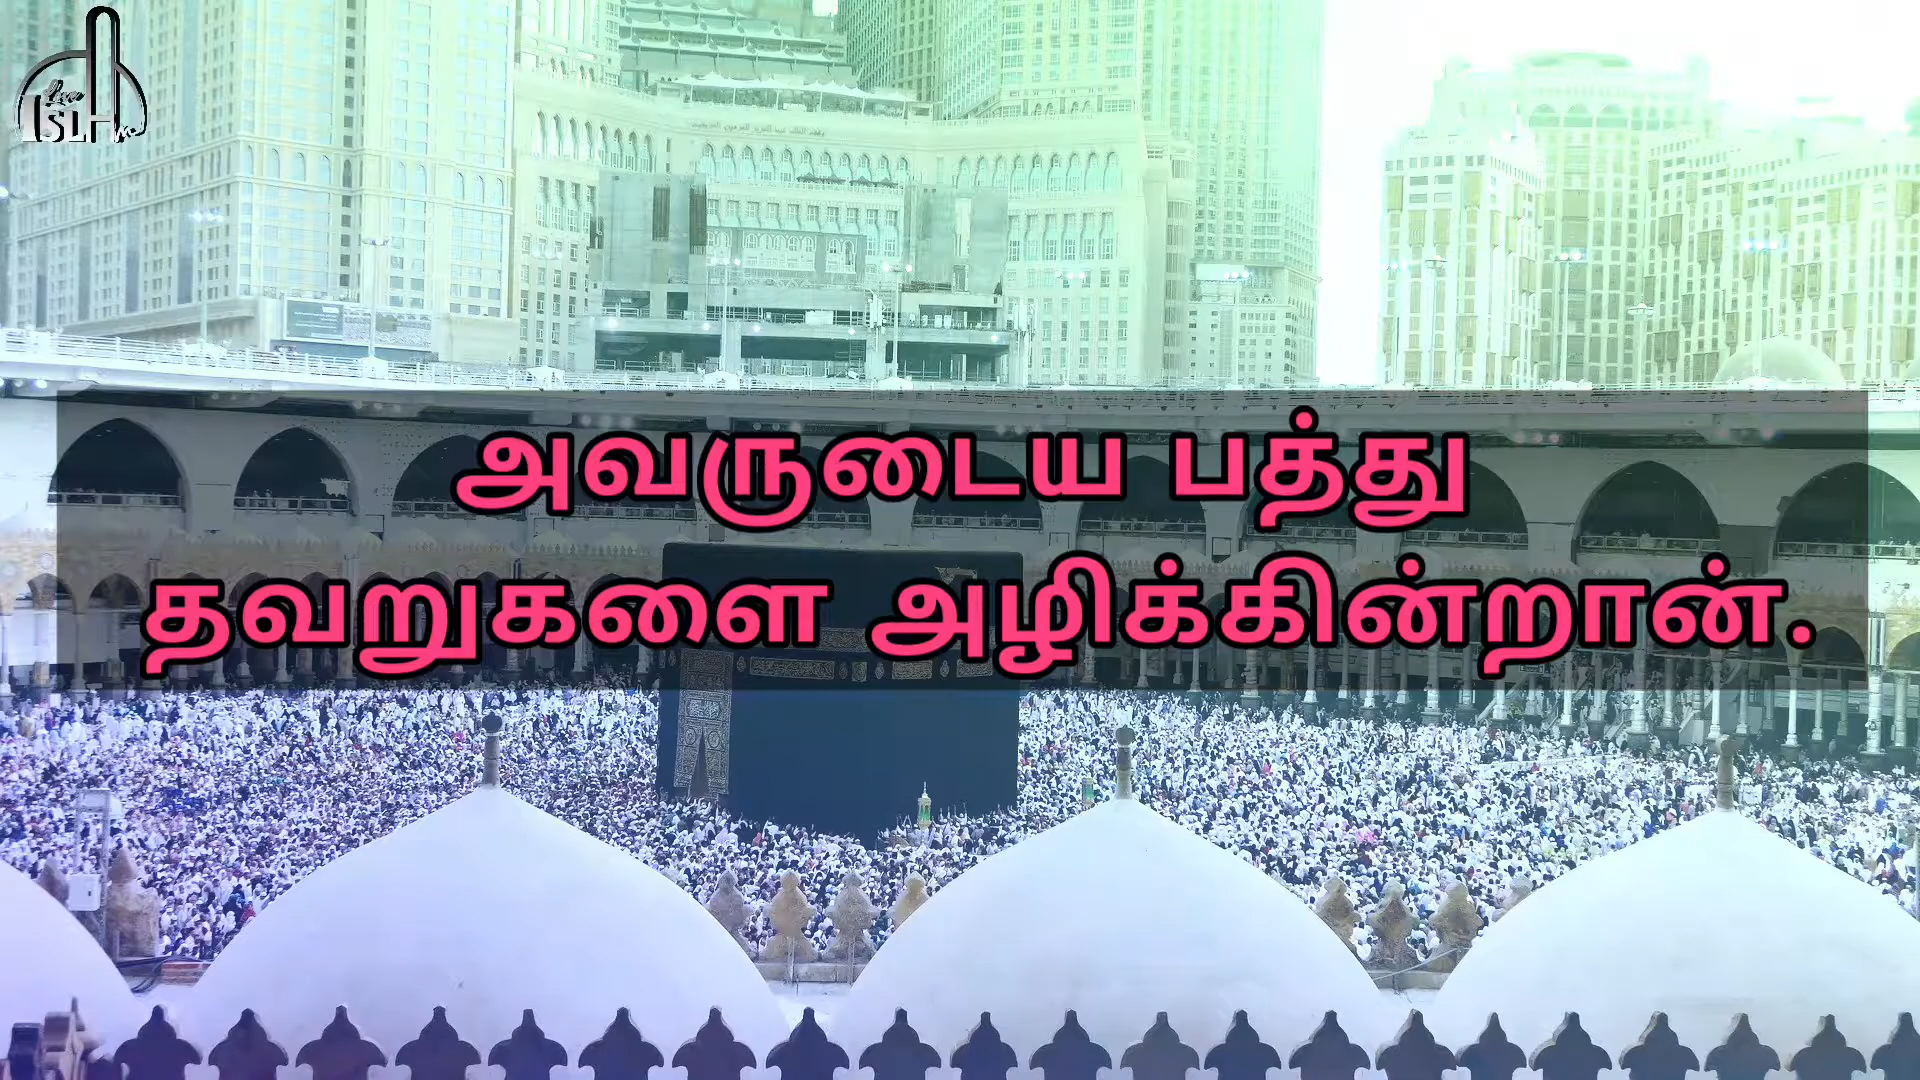 அவருடைய பத்து
தவறுகளை அழிக்கின்றான்.